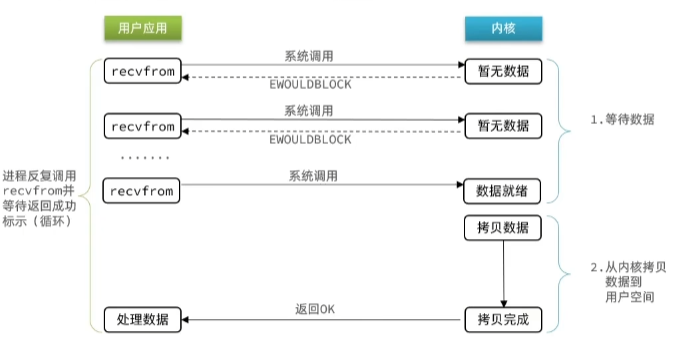 用户应用
内核
系统调用
recvfrom
暂无数据
EWOULDBLOCK
系统调用
recvfrom
暂无数据
EWOULDBLOCK
1.等待数据
.......
进程反复调用
recvfrom并
等待返回成功
标示（循环）
系统调用
recvfrom
数据就绪
拷贝数据
2.从内核拷贝
数据到
用户空间
返回OK
处理数据
拷贝完成